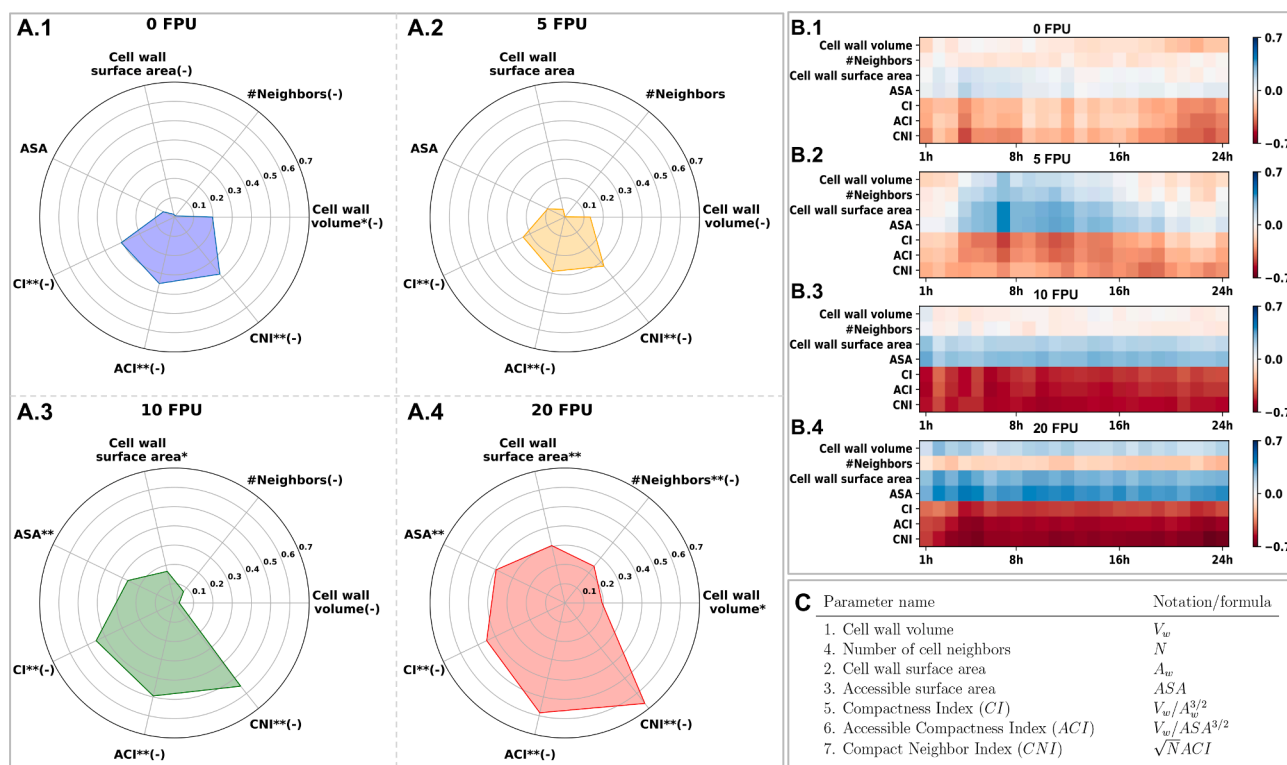 A.1
0 FPU
Cell wall
surface area(-)
#Neighbors(-)
ASA
0.7
0.6
0.5
0.4
0.3
0.2
0.1
Cell wall
volume*(-)
CI**(-)
CNI**(-)
ACI**(-)
A.2
5 FPU
Cell wall
surface area
#Neighbors
ASA
0.7
0.6
0.5
0.4
0.3
0.2
0.1
Cell wall
volume(-)
CI**(-)
CNI**(-)
ACI**(-)
A.3
10 FPU
Cell wall
surface area*
#Neighbors(-)
ASA**
0.7
0.6
0.5
0.4
0.3
0.2
0.1
Cell wall
volume(-)
CI**(-)
CNI**(-)
ACI**(-)
A.4
20 FPU
Cell wall
surface area**
#Neighbors**(-)
ASA**
0.7
0.6
0.5
0.4
0.3
0.2
0.1
Cell wall
volume*
CI**(-)
CNI**(-)
ACI**(-)
B.1
0 FPU
Cell wall volume
#Neighbors
Cell wall surface area
ASA
CI
ACI
CNI
1h 8h 16h 24h
0.7
0.0
−0.7
B.2
5 FPU
Cell wall volume
#Neighbors
Cell wall surface area
ASA
CI
ACI
CNI
1h 8h 16h 24h
0.7
0.0
−0.7
B.3
10 FPU
Cell wall volume
#Neighbors
Cell wall surface area
ASA
CI
ACI
CNI
1h 8h 16h 24h
0.7
0.0
−0.7
B.4
20 FPU
Cell wall volume
#Neighbors
Cell wall surface area
ASA
CI
ACI
CNI
1h 8h 16h 24h
0.7
0.0
−0.7
C
Parameter name Notation/formula
1. Cell wall volume V_w
4. Number of cell neighbors N
2. Cell wall surface area A_w
3. Accessible surface area ASA
5. Compactness Index (CI) V_w/A_w^{3/2}
6. Accessible Compactness Index (ACI) V_w/ASA^{3/2}
7. Compact Neighbor Index (CNI) √N ACI